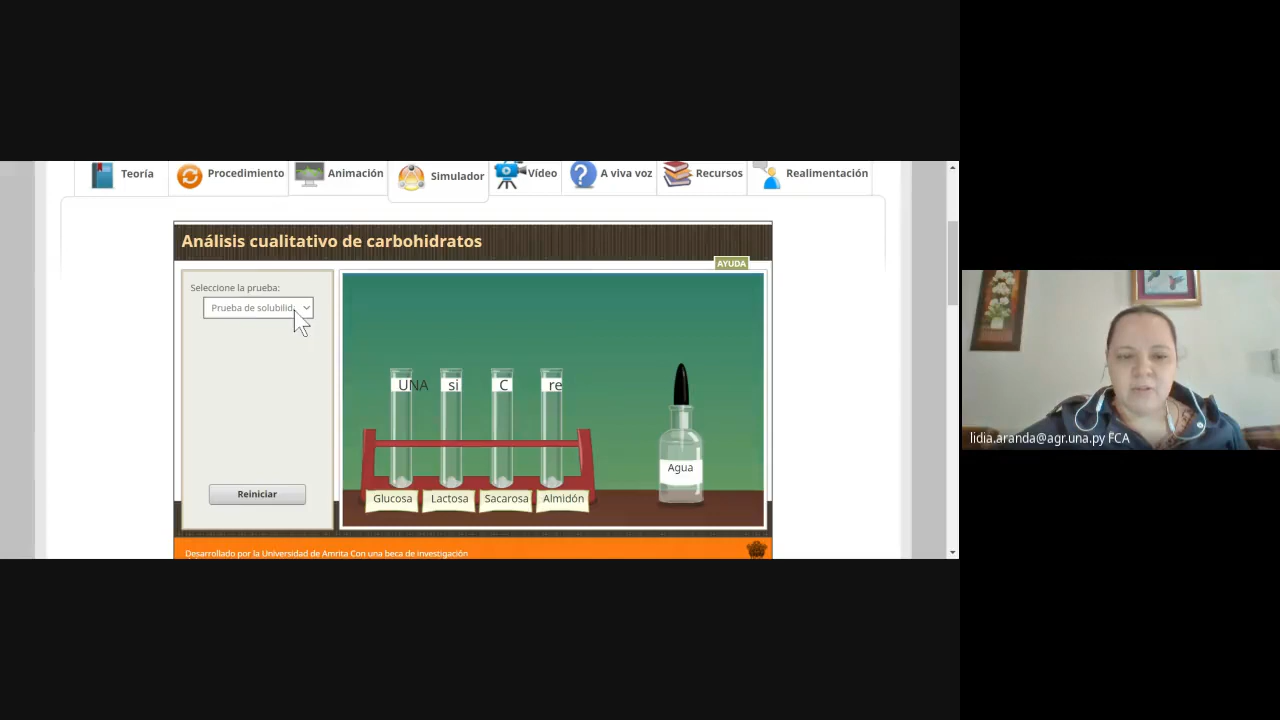 Teoría
Procedimiento
Animación
Simulador
Vídeo
A viva voz
Recursos
Realimentación
Análisis cualitativo de carbohidratos
AYUDA
Seleccione la prueba:
Prueba de solubilid
UNA
si
C
re
Agua
Glucosa
Lactosa
Sacarosa
Almidón
Reiniciar
Desarrollado por la Universidad de Amrita Con una beca de investigación
lidia.aranda@agr.una.py FCA